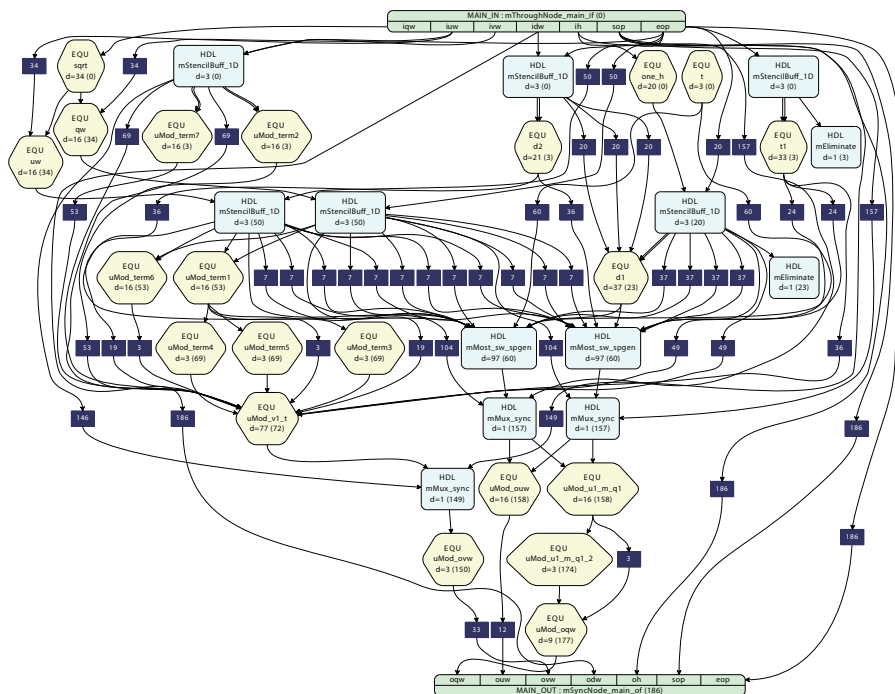 MAIN_IN : mThroughNode_main_if (0)
iqw iuw ivw idw ih sop eop
34
EQU
sqrt
d=34 (0)
34
HDL
mStencilBuff_1D
d=3 (0)
HDL
mStencilBuff_1D
d=3 (0)
50
50
EQU
one_h
d=20 (0)
EQU
t
d=3 (0)
HDL
mStencilBuff_1D
d=3 (0)
EQU
uw
d=16 (34)
EQU
qw
d=16 (34)
69
EQU
uMod_term7
d=16 (3)
69
EQU
uMod_term2
d=16 (3)
EQU
d2
d=21 (3)
20
20
20
20
157
EQU
t1
d=33 (3)
HDL
mEliminate
d=1 (3)
53
36
HDL
mStencilBuff_1D
d=3 (50)
HDL
mStencilBuff_1D
d=3 (50)
60
36
HDL
mStencilBuff_1D
d=3 (20)
60
24
24
157
EQU
uMod_term6
d=16 (53)
EQU
uMod_term1
d=16 (53)
7
7
7
7
7
7
7
7
7
7
7
7
EQU
d1
d=37 (23)
37
37
37
37
HDL
mEliminate
d=1 (23)
53
19
3
EQU
uMod_term4
d=3 (69)
EQU
uMod_term5
d=3 (69)
3
EQU
uMod_term3
d=3 (69)
19
104
HDL
mMost_sw_spgen
d=97 (60)
104
HDL
mMost_sw_spgen
d=97 (60)
49
49
36
146
186
EQU
uMod_v1_t
d=77 (72)
HDL
mMux_sync
d=1 (157)
149
HDL
mMux_sync
d=1 (157)
186
HDL
mMux_sync
d=1 (149)
EQU
uMod_ouw
d=16 (158)
EQU
uMod_u1_m_q1
d=16 (158)
186
186
EQU
uMod_ovw
d=3 (150)
EQU
uMod_u1_m_q1_2
d=3 (174)
3
33
12
EQU
uMod_oqw
d=9 (177)
oqw ouw ovw odw oh sop eop
MAIN_OUT : mSyncNode_main_of (186)